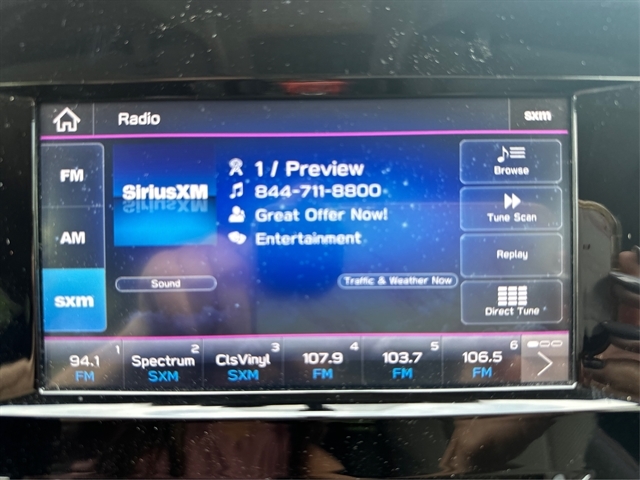 Radio
sxm
FM
AM
sxm
SiriusXM
1 / Preview
844-711-8800
Great Offer Now!
Entertainment
Sound
Traffic & Weather Now
Browse
Tune Scan
Replay
Direct Tune
1
94.1
FM
2
Spectrum
SXM
3
ClsVinyl
SXM
4
107.9
FM
5
103.7
FM
6
106.5
FM